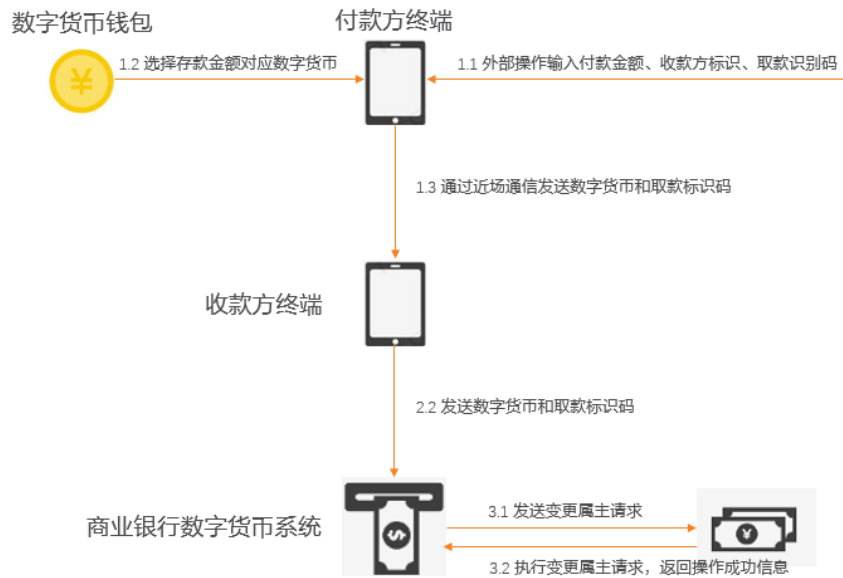 数字货币钱包
付款方终端
1.2 选择存款金额对应数字货币
1.1 外部操作输入付款金额、收款方标识、取款识别码
¥
1.3 通过近场通信发送数字货币和取款标识码
收款方终端
2.2 发送数字货币和取款标识码
商业银行数字货币系统
$
3.1 发送变更属主请求
¥
3.2 执行变更属主请求，返回操作成功信息